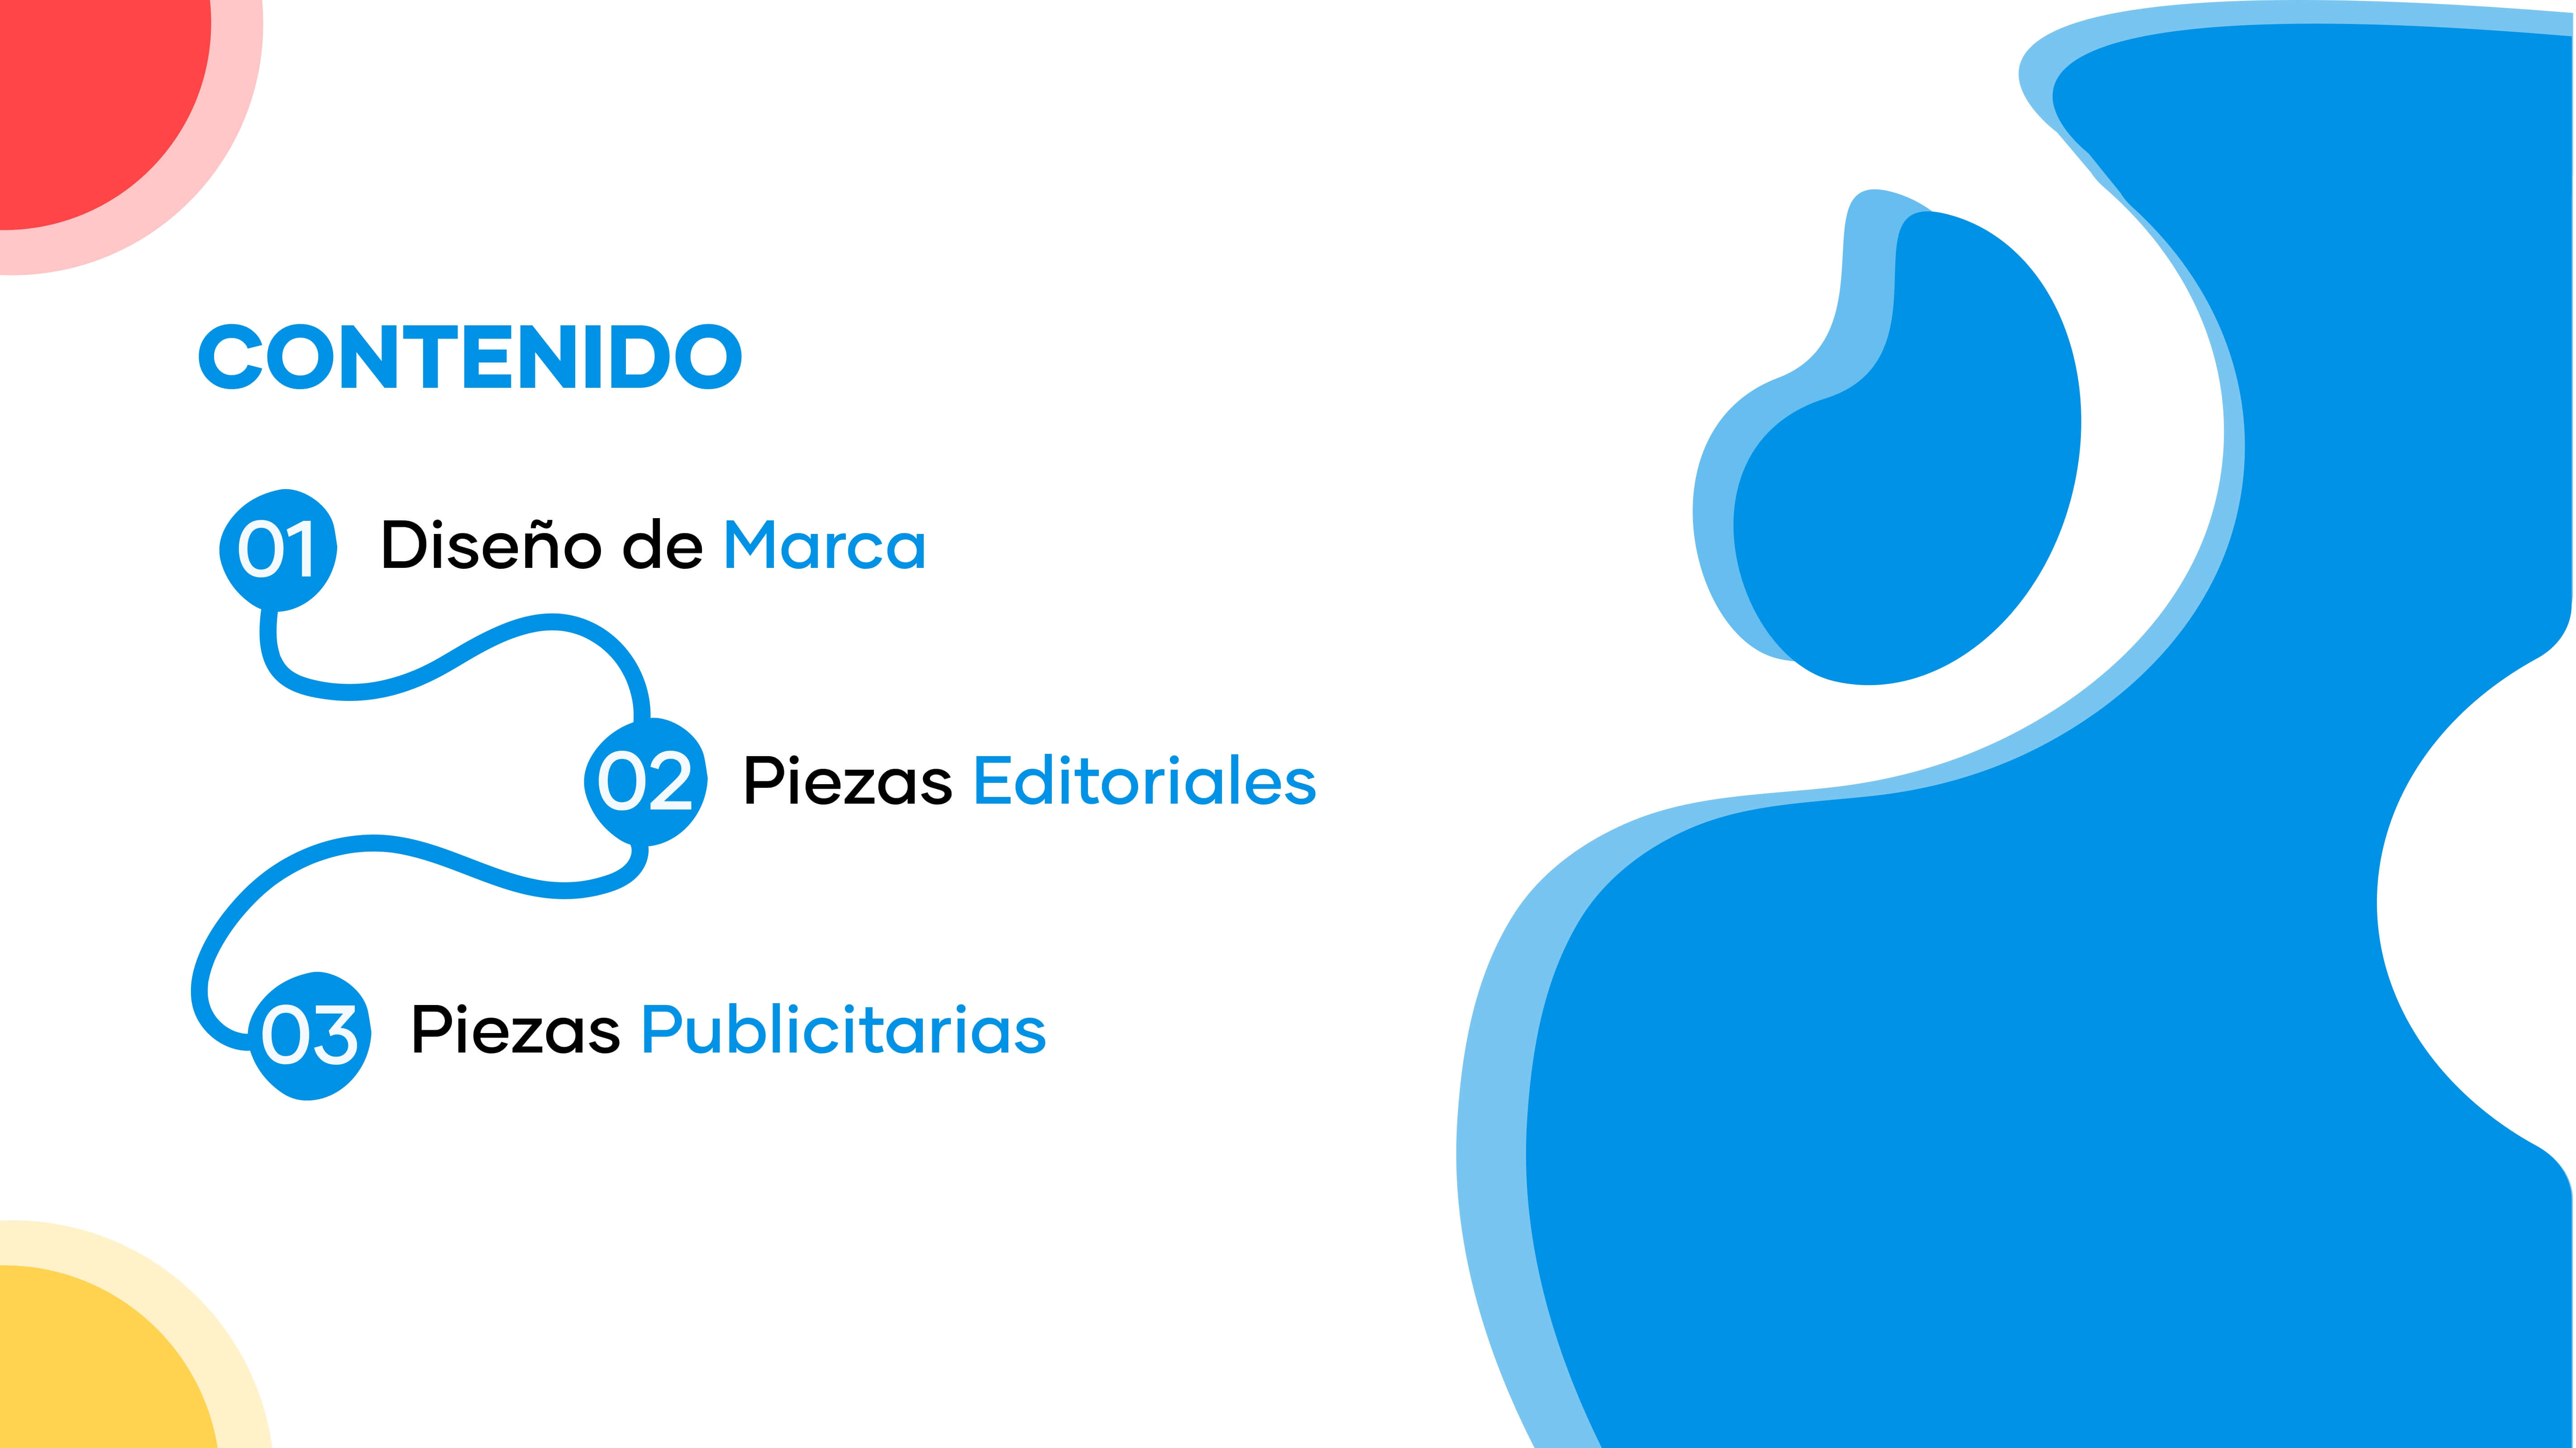 CONTENIDO
01 Diseño de Marca
02 Piezas Editoriales
03 Piezas Publicitarias